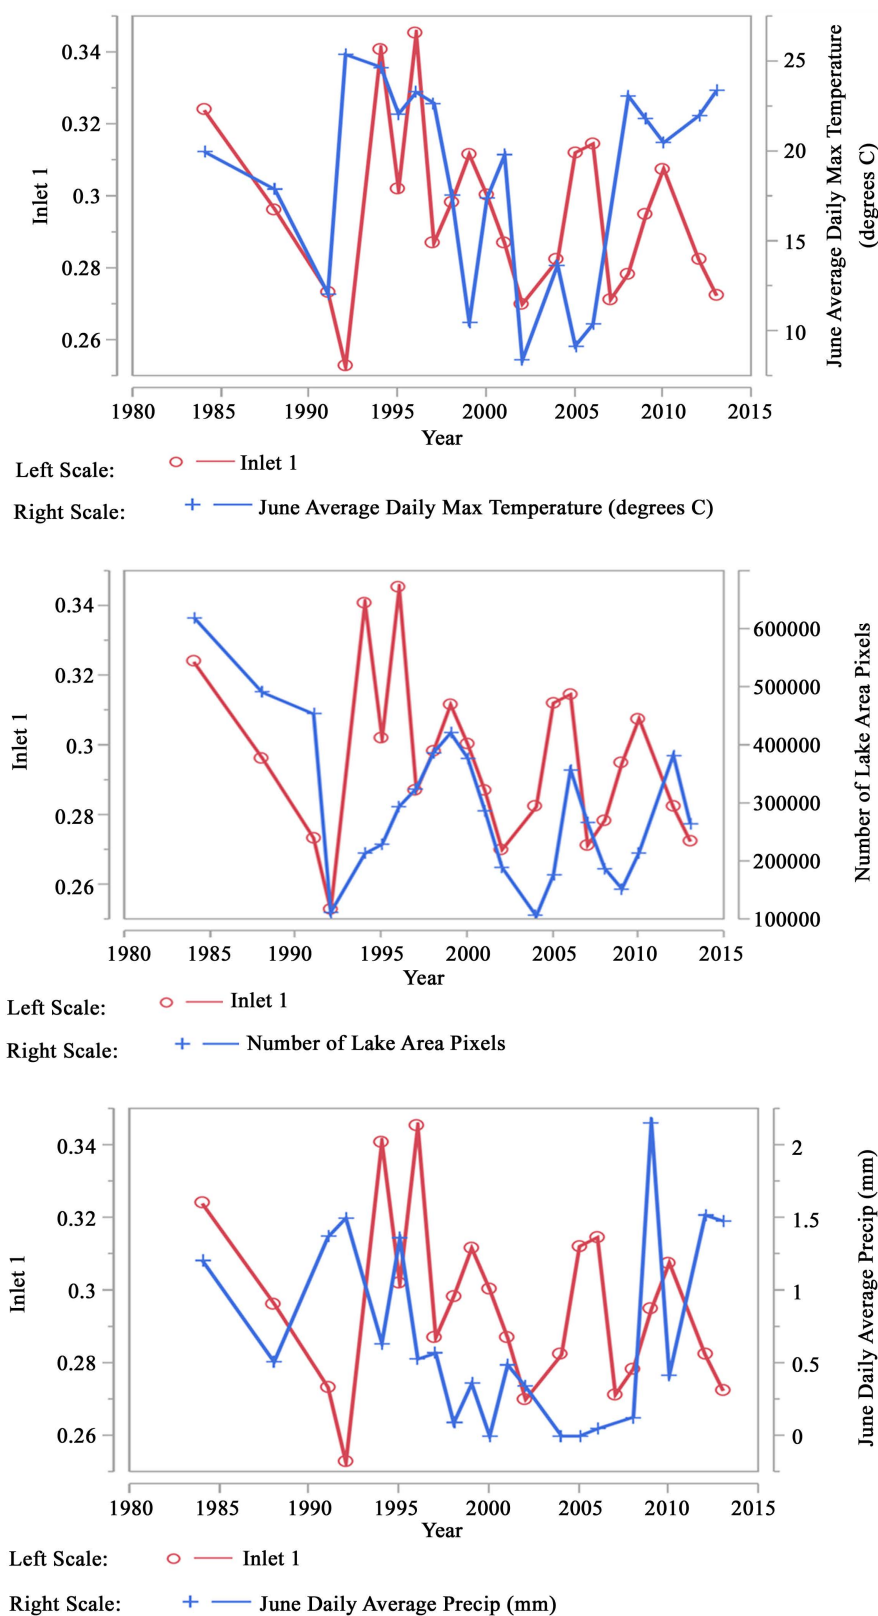 0.34
0.32
0.3
0.28
0.26
Inlet 1
25
20
15
10
June Average Daily Max Temperature
(degrees C)
1980 1985 1990 1995 2000 2005 2010 2015
Year
Left Scale: Inlet 1
Right Scale: June Average Daily Max Temperature (degrees C)
0.34
0.32
0.3
0.28
0.26
Inlet 1
600000
500000
400000
300000
200000
100000
Number of Lake Area Pixels
1980 1985 1990 1995 2000 2005 2010 2015
Year
Left Scale: Inlet 1
Right Scale: Number of Lake Area Pixels
0.34
0.32
0.3
0.28
0.26
Inlet 1
2
1.5
1
0.5
0
June Daily Average Precip (mm)
1980 1985 1990 1995 2000 2005 2010 2015
Year
Left Scale: Inlet 1
Right Scale: June Daily Average Precip (mm)